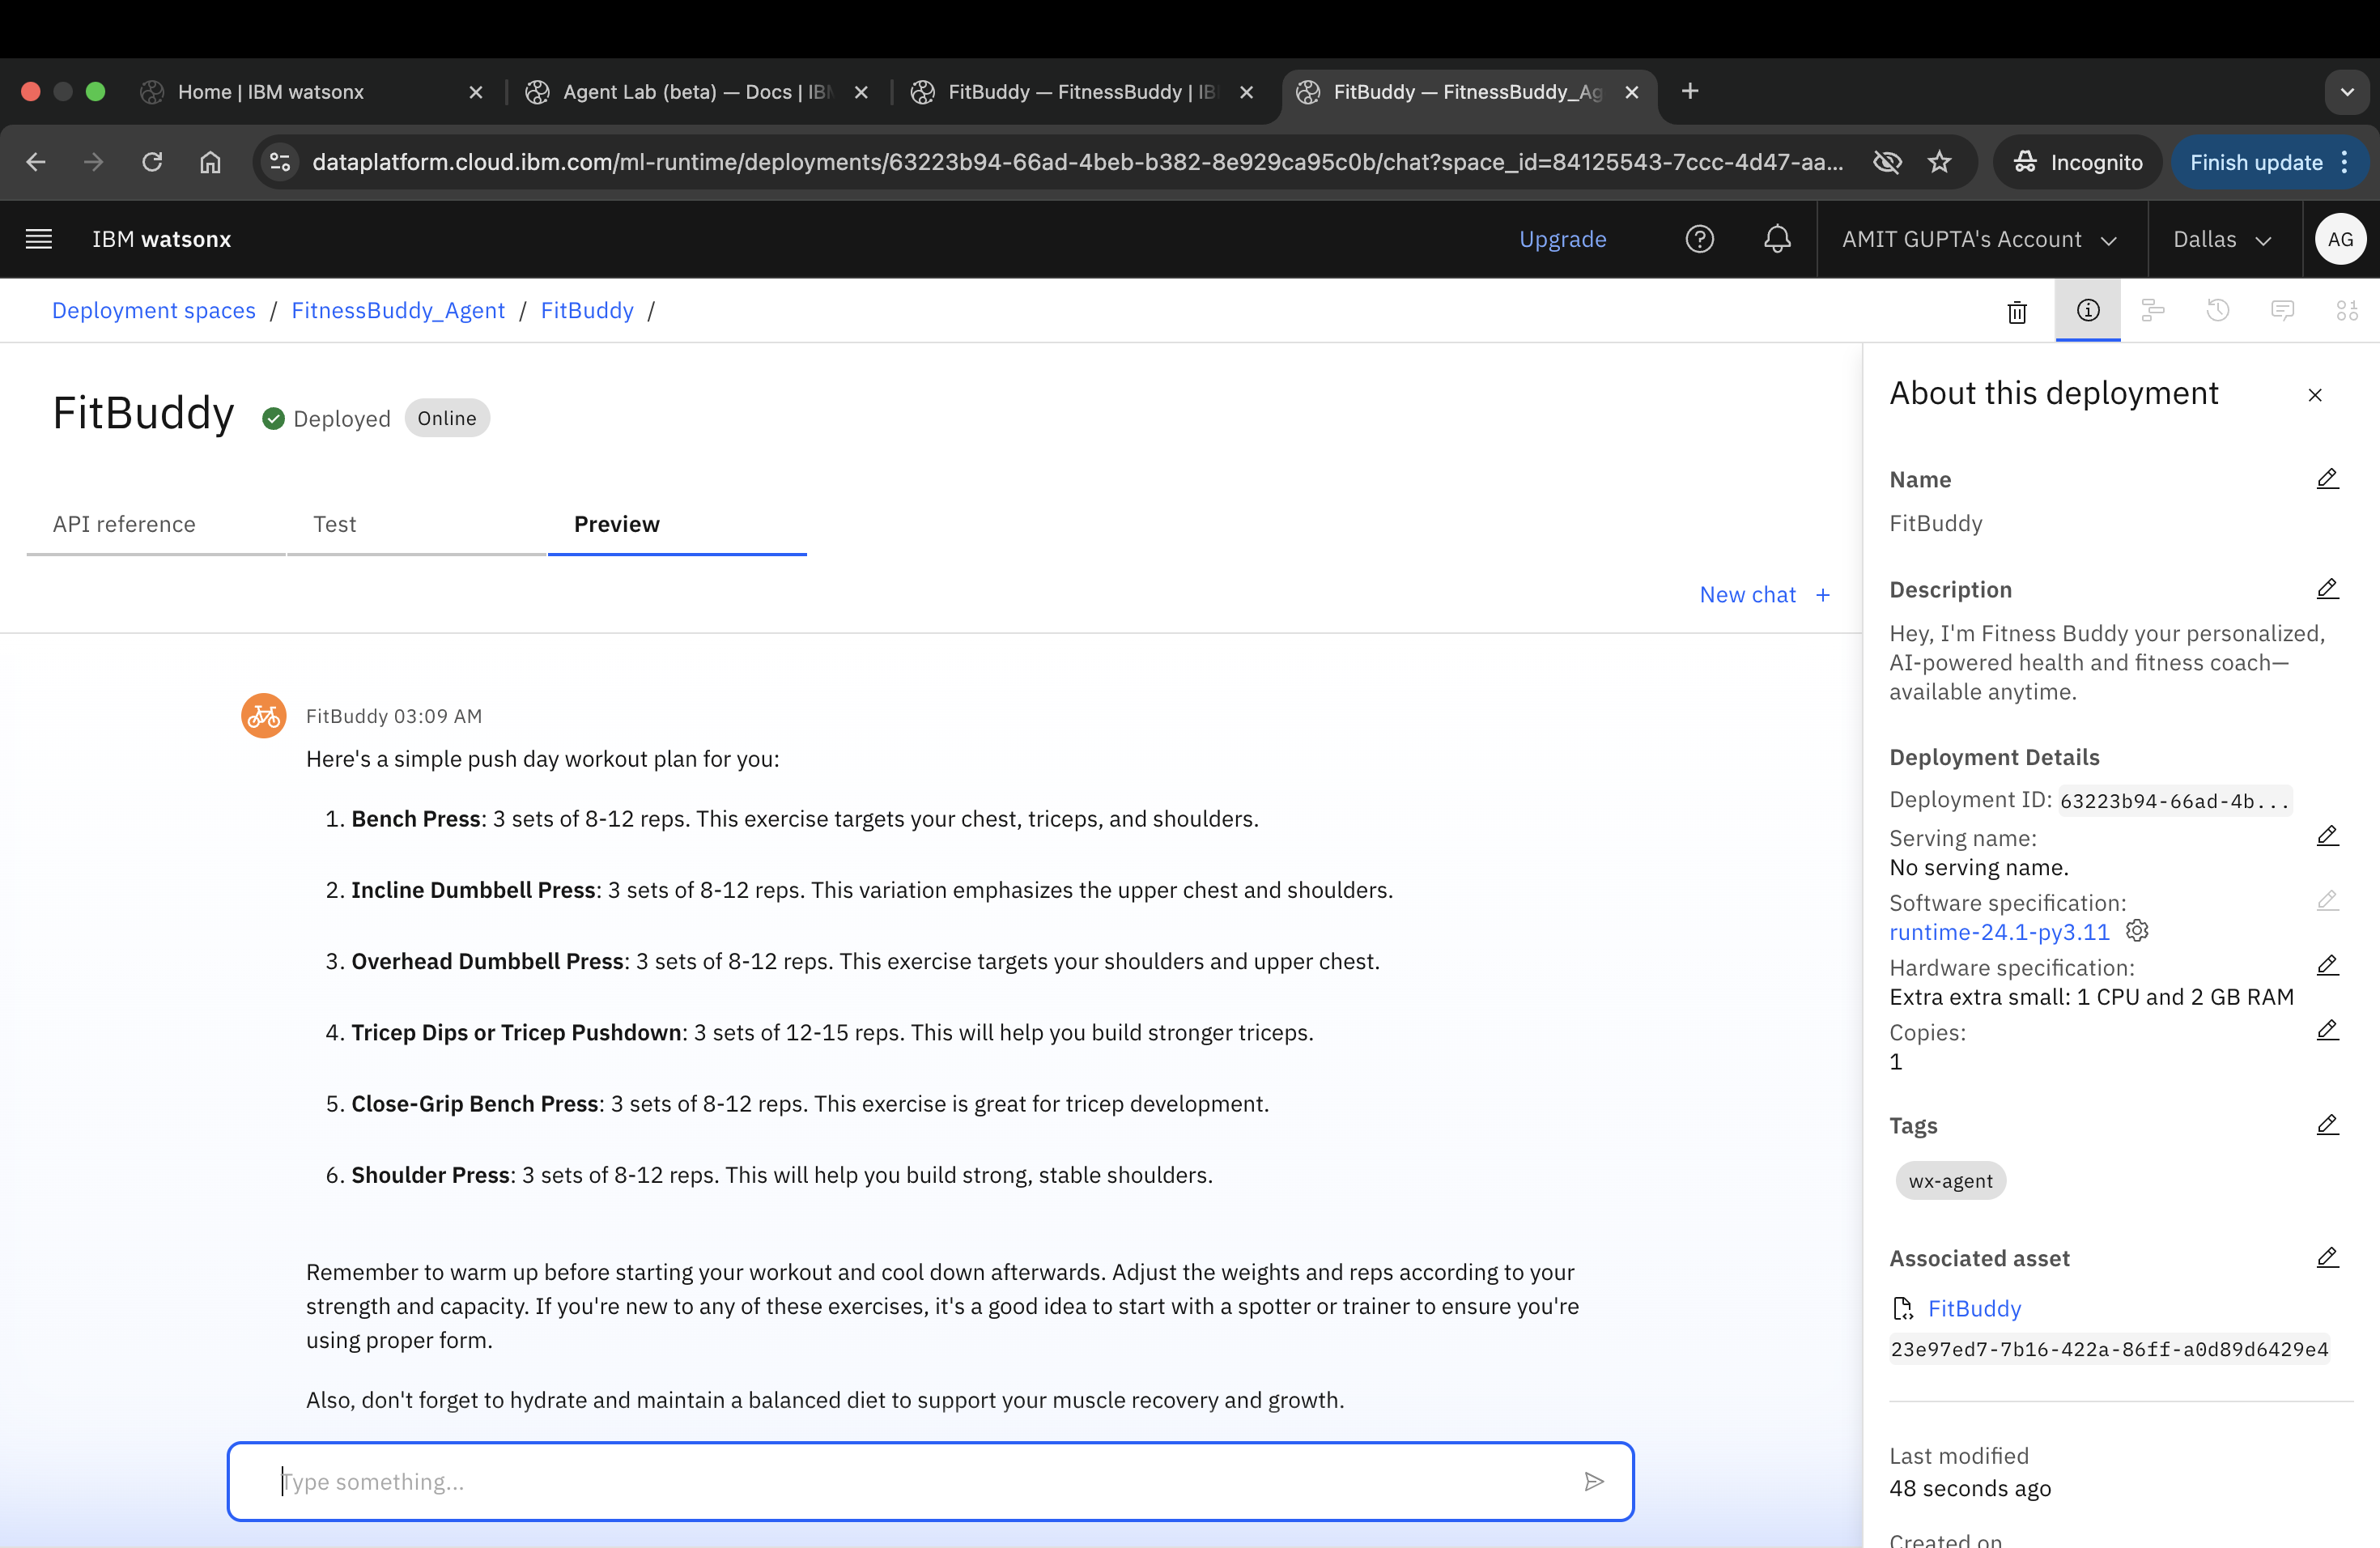 Home | IBM watsonx
Agent Lab (beta) — Docs | IBM
FitBuddy — FitnessBuddy | IB
FitBuddy — FitnessBuddy_Ag
dataplatform.cloud.ibm.com/ml-runtime/deployments/63223b94-66ad-4beb-b382-8e929ca95c0b/chat?space_id=84125543-7ccc-4d47-aa...
Incognito
Finish update
IBM watsonx
Upgrade
AMIT GUPTA's Account
Dallas
AG
Deployment spaces / FitnessBuddy_Agent / FitBuddy /
FitBuddy
Deployed
Online
API reference
Test
Preview
New chat +
FitBuddy 03:09 AM
Here's a simple push day workout plan for you:
1. Bench Press: 3 sets of 8-12 reps. This exercise targets your chest, triceps, and shoulders.
2. Incline Dumbbell Press: 3 sets of 8-12 reps. This variation emphasizes the upper chest and shoulders.
3. Overhead Dumbbell Press: 3 sets of 8-12 reps. This exercise targets your shoulders and upper chest.
4. Tricep Dips or Tricep Pushdown: 3 sets of 12-15 reps. This will help you build stronger triceps.
5. Close-Grip Bench Press: 3 sets of 8-12 reps. This exercise is great for tricep development.
6. Shoulder Press: 3 sets of 8-12 reps. This will help you build strong, stable shoulders.
Remember to warm up before starting your workout and cool down afterwards. Adjust the weights and reps according to your
strength and capacity. If you're new to any of these exercises, it's a good idea to start with a spotter or trainer to ensure you're
using proper form.
Also, don't forget to hydrate and maintain a balanced diet to support your muscle recovery and growth.
Type something...
About this deployment
Name
FitBuddy
Description
Hey, I'm Fitness Buddy your personalized,
AI-powered health and fitness coach—
available anytime.
Deployment Details
Deployment ID: 63223b94-66ad-4b...
Serving name:
No serving name.
Software specification:
runtime-24.1-py3.11
Hardware specification:
Extra extra small: 1 CPU and 2 GB RAM
Copies:
1
Tags
wx-agent
Associated asset
FitBuddy
23e97ed7-7b16-422a-86ff-a0d89d6429e4
Last modified
48 seconds ago
Created on